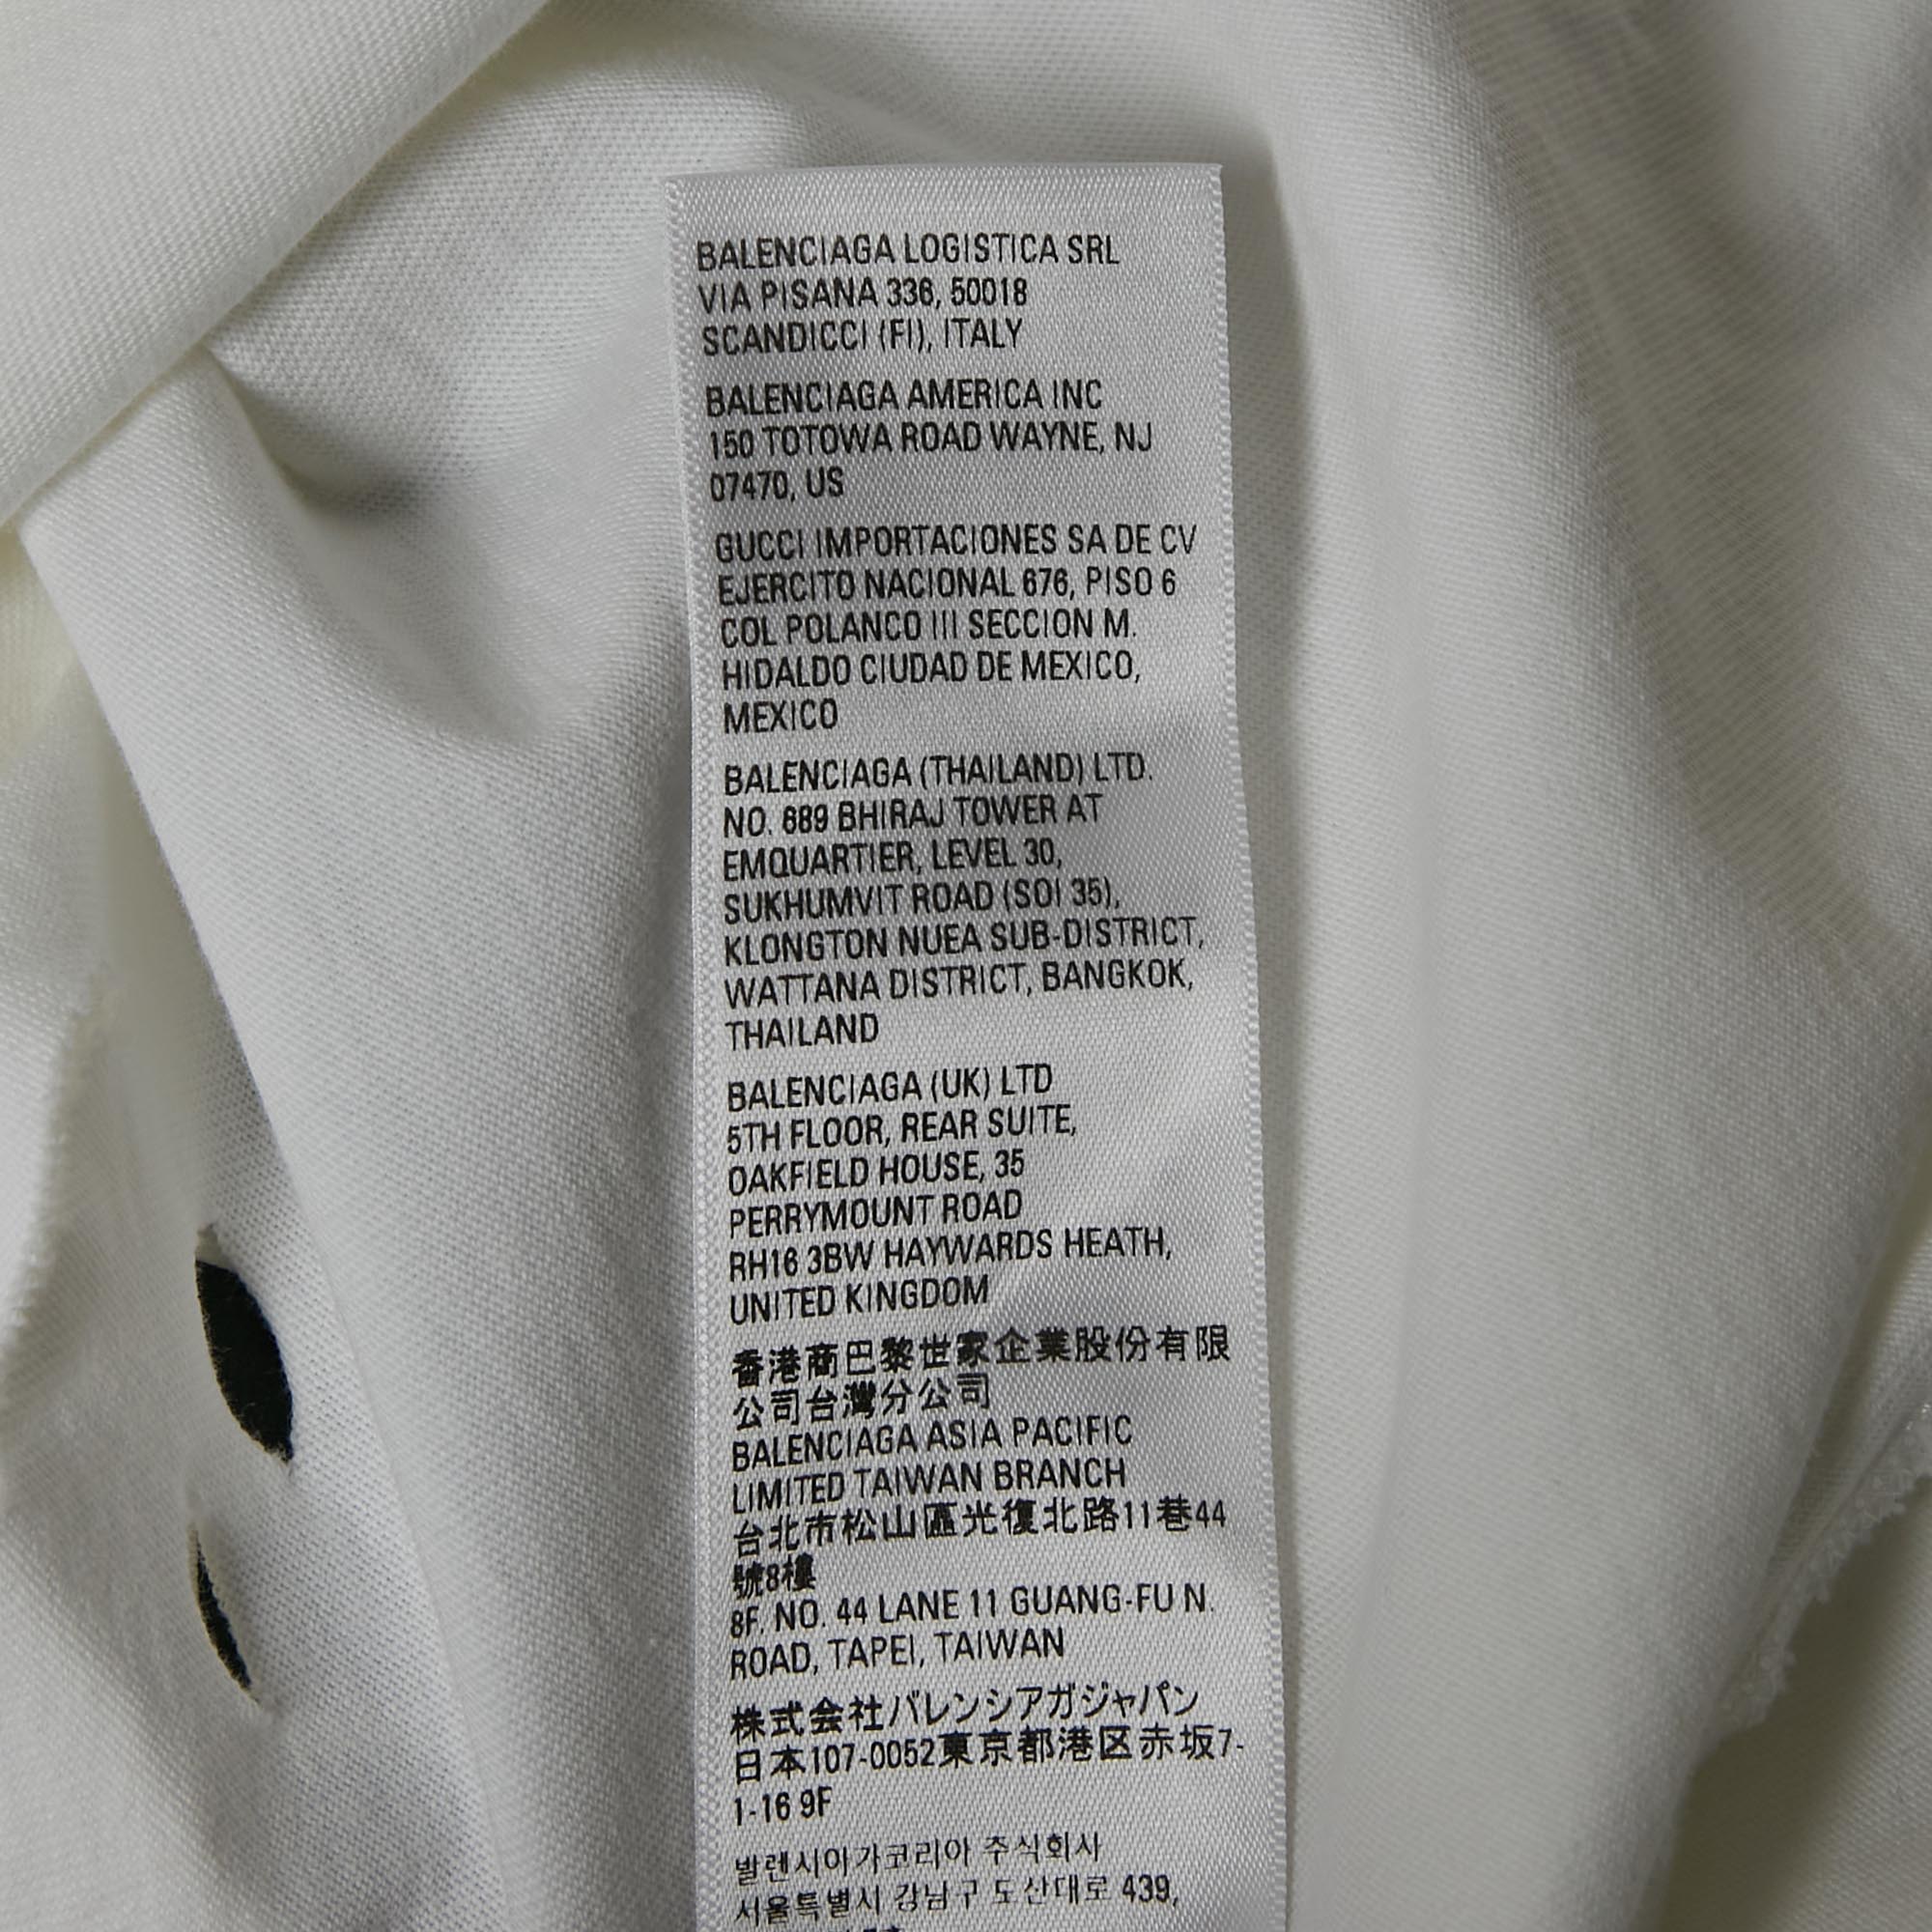 BALENCIAGA LOGISTICA SRL
VIA PISANA 336, 50018
SCANDICCI (FI), ITALY
BALENCIAGA AMERICA INC
150 TOTOWA ROAD WAYNE, NJ
07470, US
GUCCI IMPORTACIONES SA DE CV
EJERCITO NACIONAL 676, PISO 6
COL POLANCO III SECCION M.
HIDALDO CIUDAD DE MEXICO,
MEXICO
BALENCIAGA (THAILAND) LTD.
NO. 689 BHIRAJ TOWER AT
EMQUARTIER, LEVEL 30,
SUKHUMVIT ROAD (SOI 35),
KLONGTON NUEA SUB-DISTRICT,
WATTANA DISTRICT, BANGKOK,
THAILAND
BALENCIAGA (UK) LTD
5TH FLOOR, REAR SUITE,
OAKFIELD HOUSE, 35
PERRYMOUNT ROAD
RH16 3BW HAYWARDS HEATH,
UNITED KINGDOM
香港商巴黎世家企業股份有限
公司台灣分公司
BALENCIAGA ASIA PACIFIC
LIMITED TAIWAN BRANCH
台北市松山區光復北路11巷44
號8樓
8F. NO. 44 LANE 11 GUANG-FU N.
ROAD, TAPEI, TAIWAN
株式会社バレンシアガジャパン
日本107-0052東京都港区赤坂7-
1-16 9F
발렌시아가코리아 주식회사
서울특별시 강남구 도산대로 439,